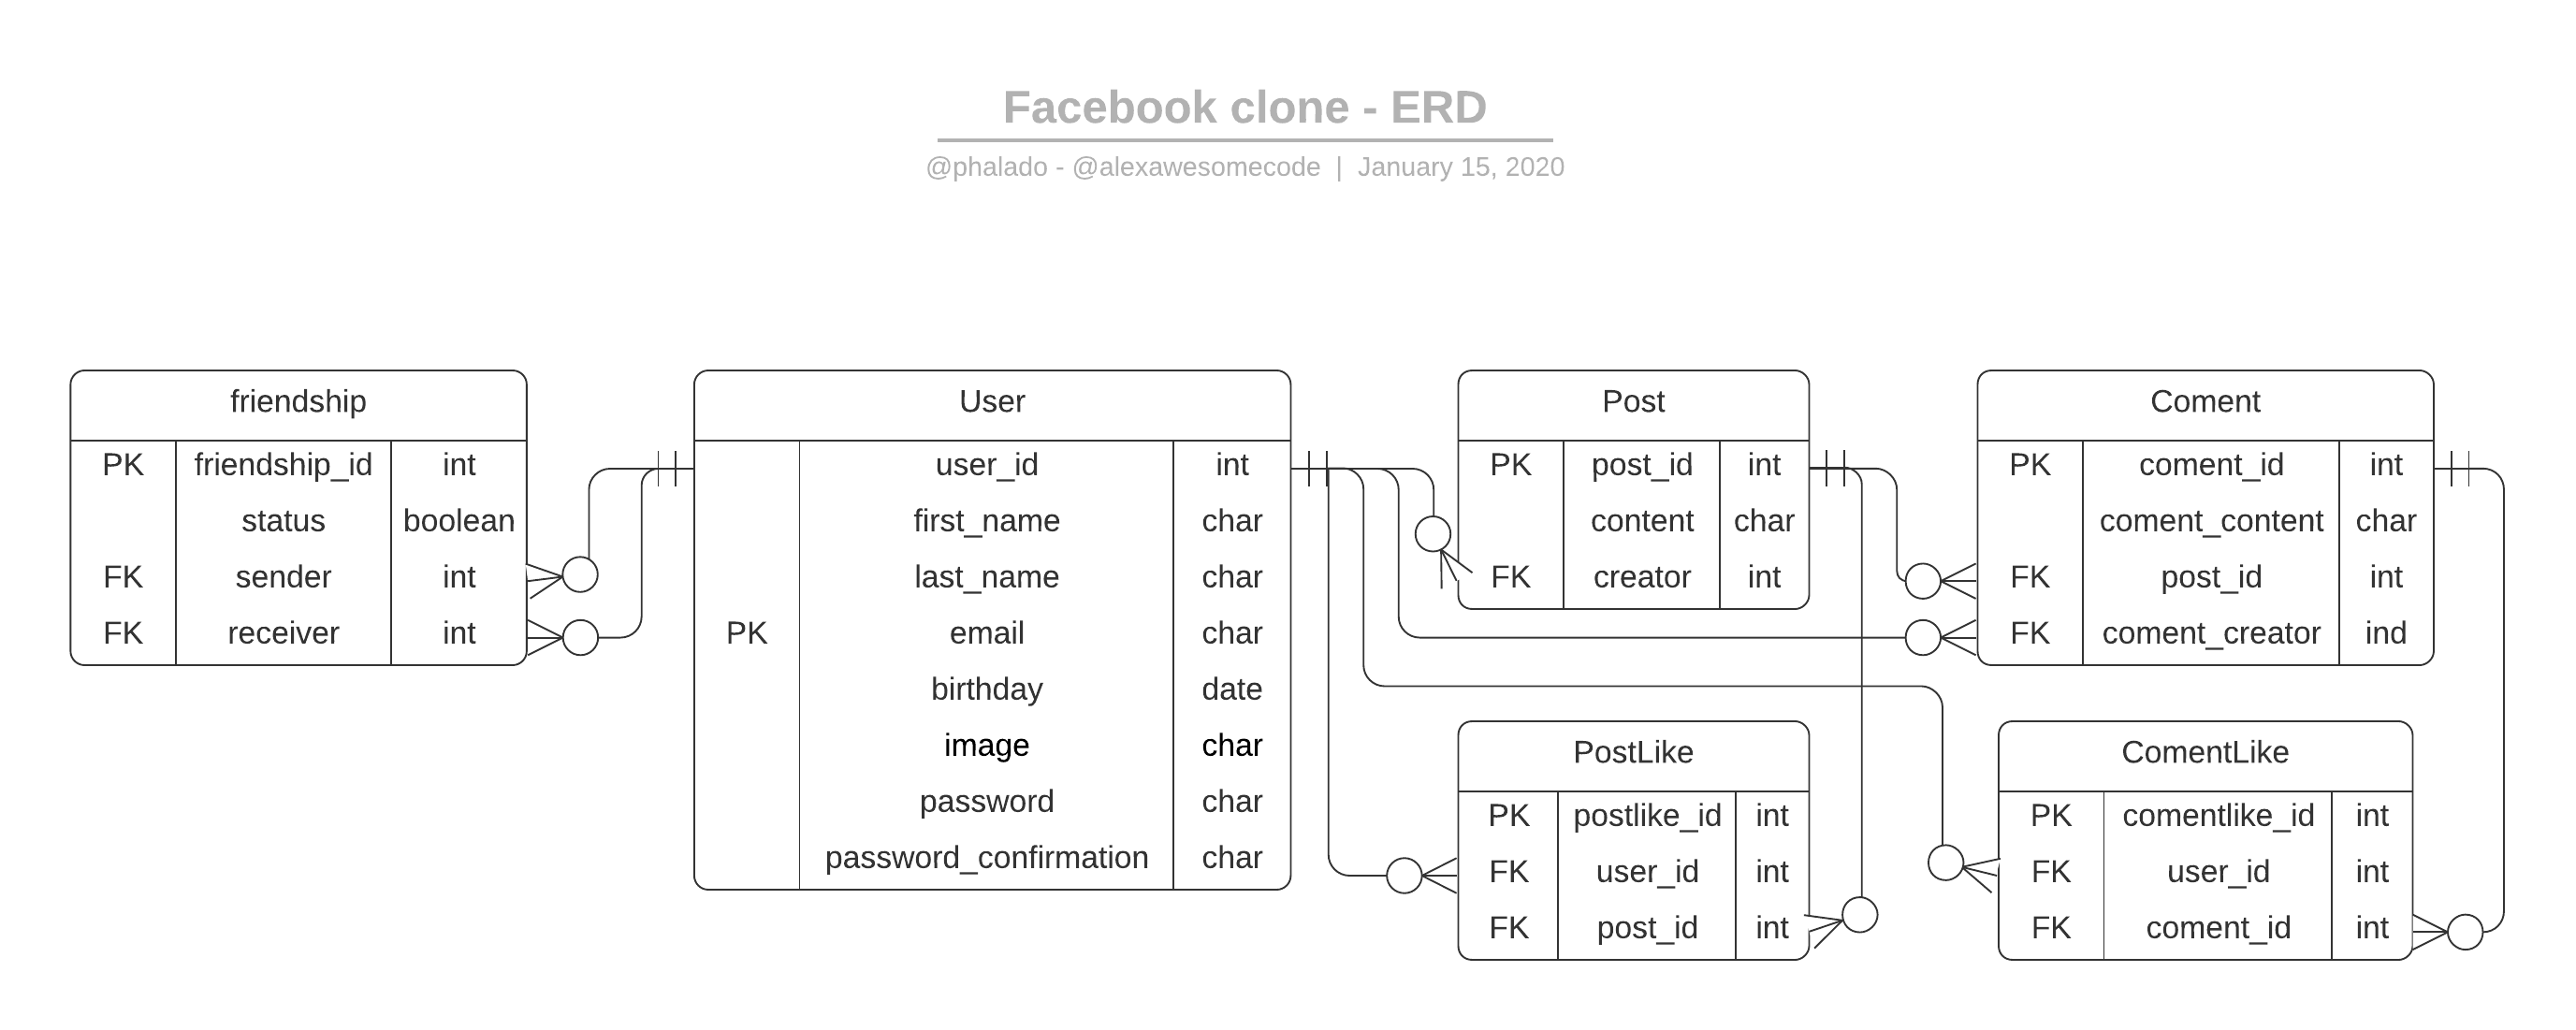 Facebook clone - ERD
@phalado - @alexawesomecode | January 15, 2020
friendship
PK friendship_id int
status boolean
FK sender int
FK receiver int
User
user_id int
first_name char
last_name char
PK email char
birthday date
image char
password char
password_confirmation char
Post
PK post_id int
content char
FK creator int
Coment
PK coment_id int
coment_content char
FK post_id int
FK coment_creator ind
PostLike
PK postlike_id int
FK user_id int
FK post_id int
ComentLike
PK comentlike_id int
FK user_id int
FK coment_id int